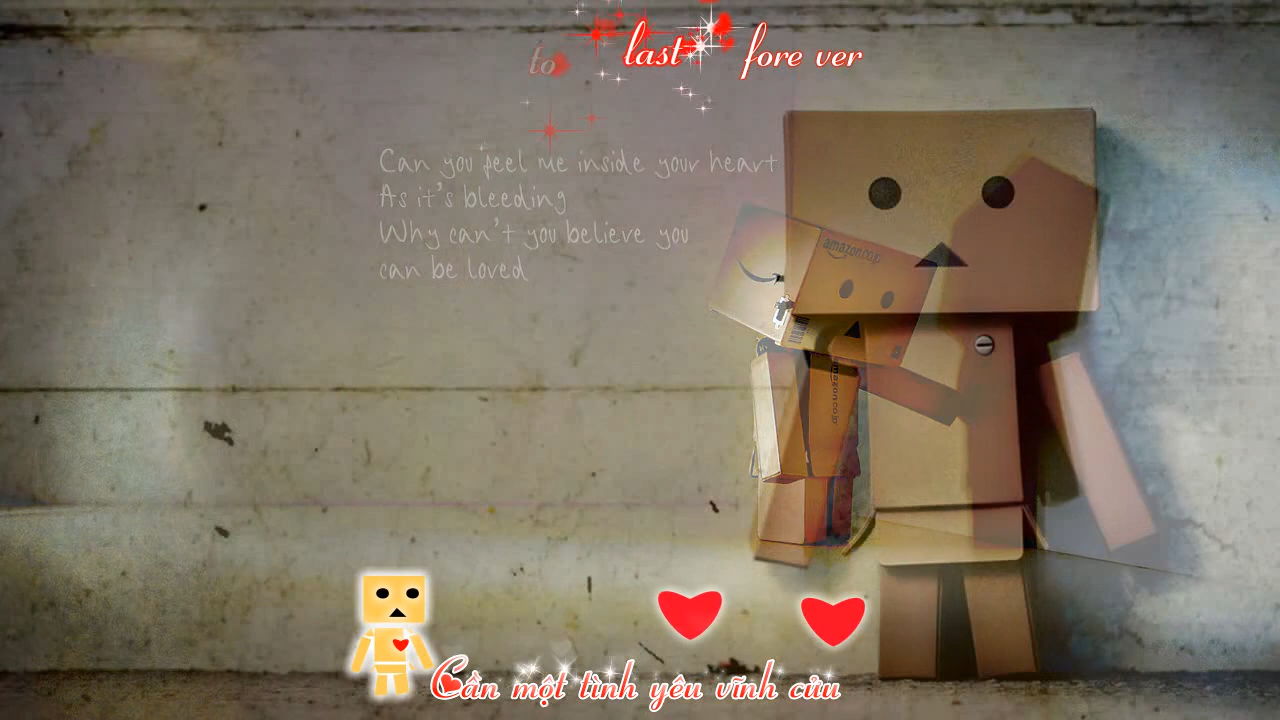 to last fore ver
Can you feel me inside your heart
As it's bleeding
Why can't you believe you
can be loved
amazon.co.jp
amazon.co.jp
Cần một tình yêu vĩnh cửu